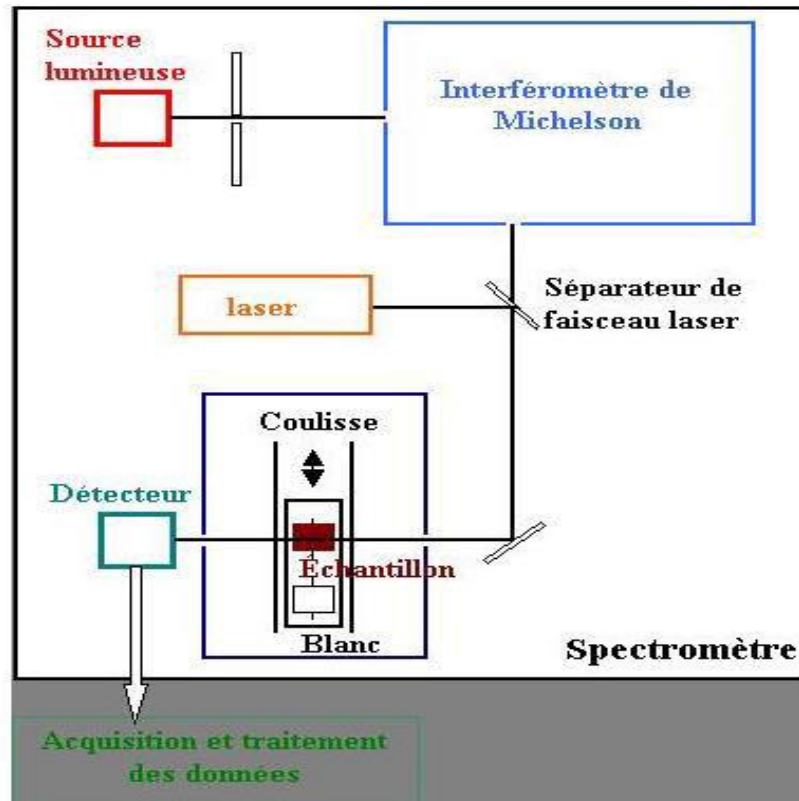 Source
lumineuse
Interféromètre de
Michelson
laser
Séparateur de
faisceau laser
Coulisse
Détecteur
Échantillon
Blanc
Spectromètre
Acquisition et traitement
des données